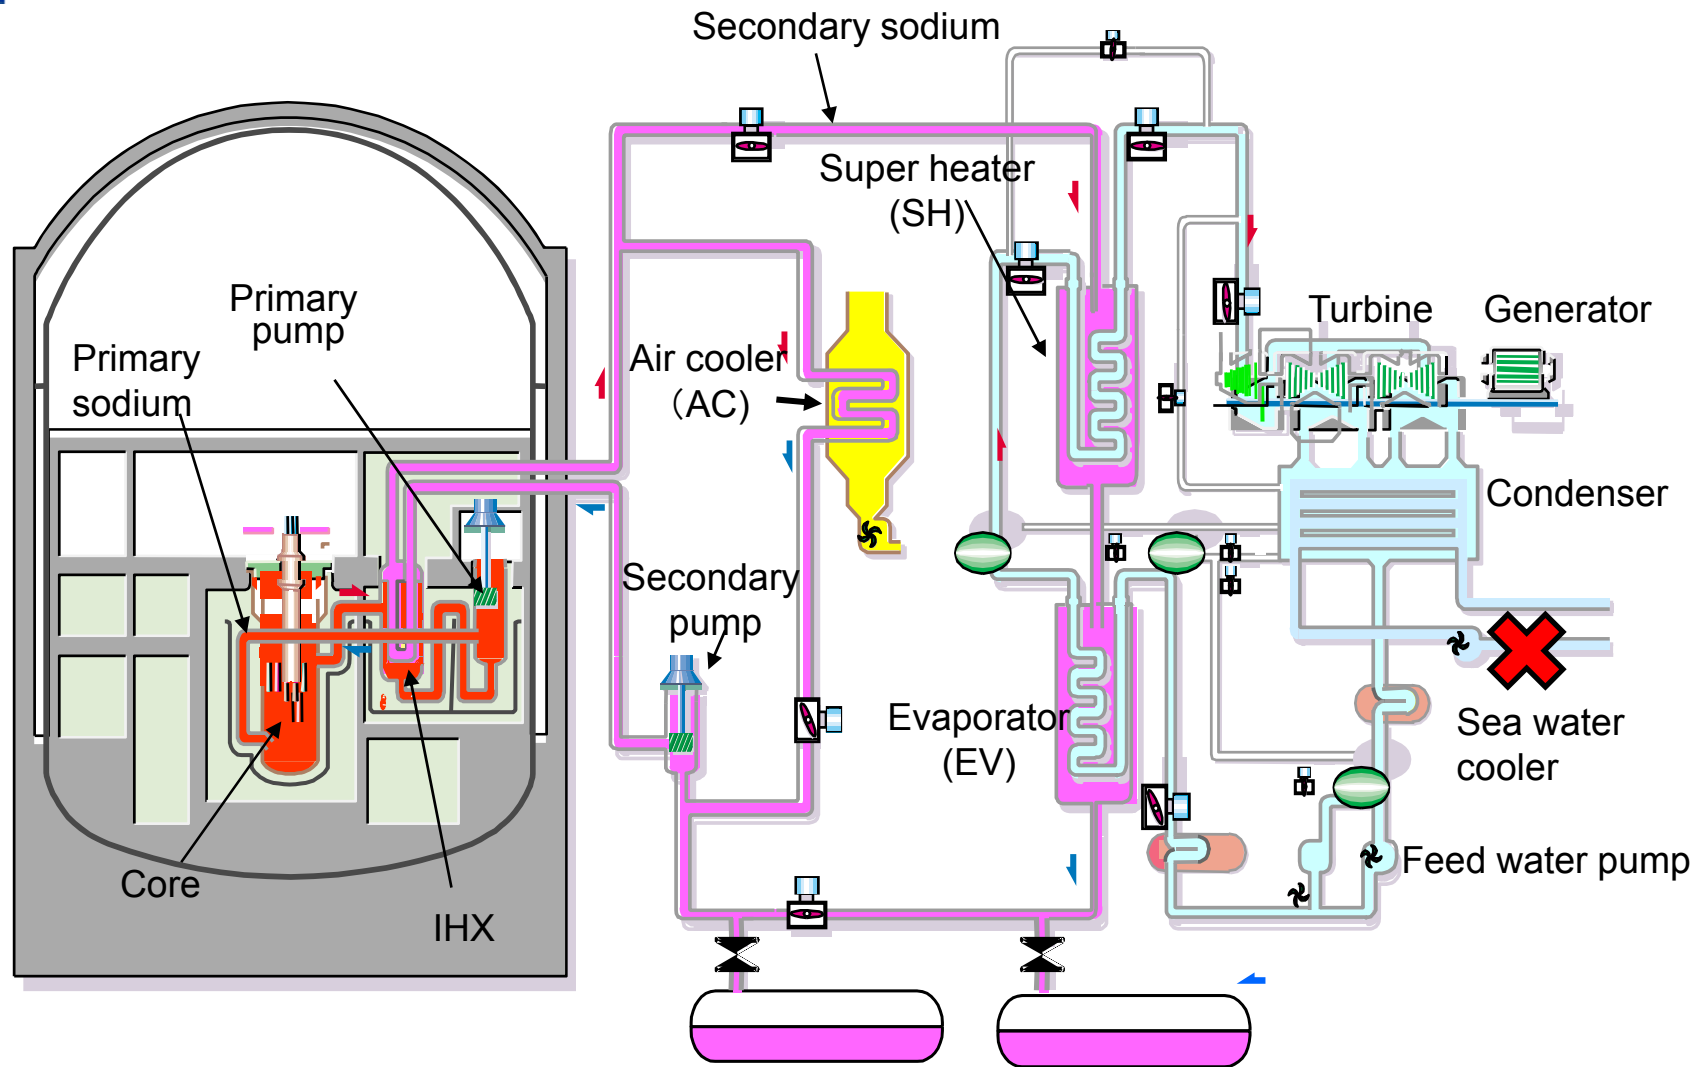 Secondary sodium
Super heater
(SH)
Primary
pump
Turbine
Generator
Primary
sodium
Air cooler
（AC)
Condenser
Secondary
pump
Evaporator
(EV)
Sea water
cooler
Feed water pump
Core
IHX